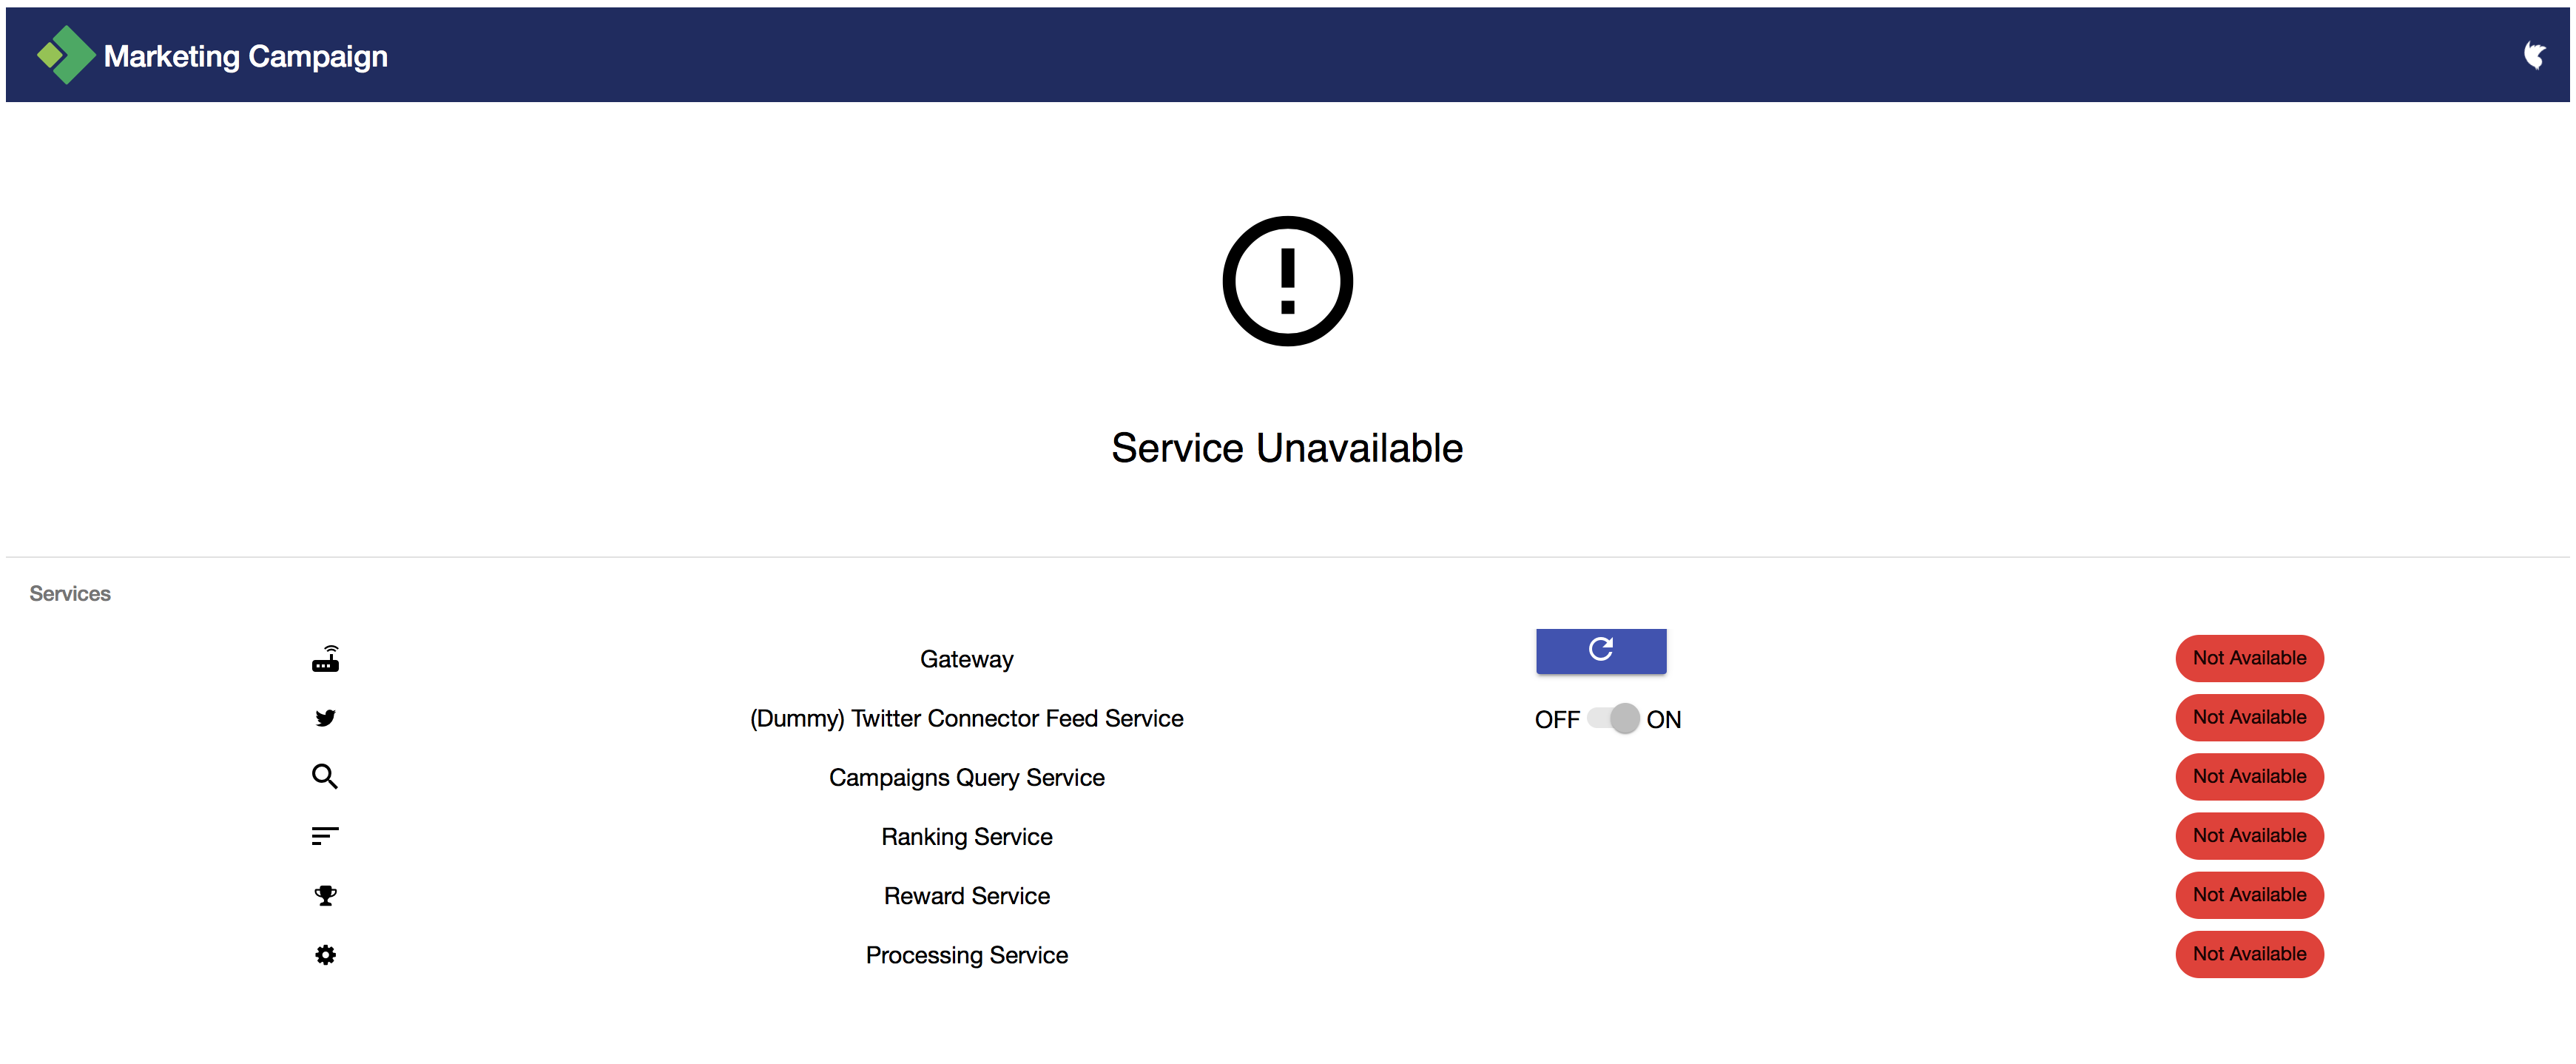 Marketing Campaign
Service Unavailable
Services
Gateway Not Available
(Dummy) Twitter Connector Feed Service OFF ON Not Available
Campaigns Query Service Not Available
Ranking Service Not Available
Reward Service Not Available
Processing Service Not Available